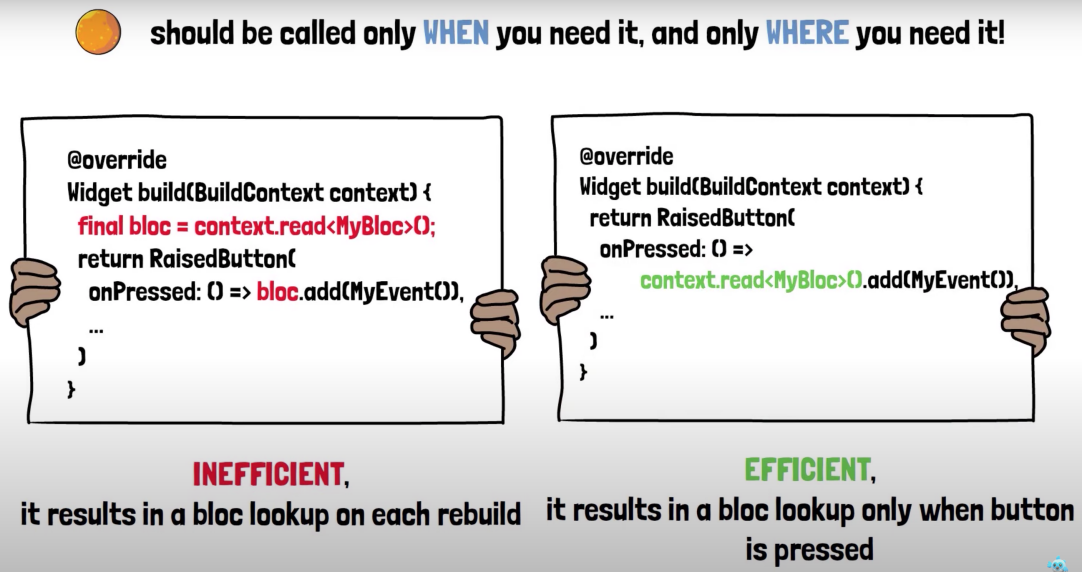 should be called only WHEN you need it, and only WHERE you need it!
@override
Widget build(BuildContext context) {
final bloc = context.read<MyBloc>();
return RaisedButton(
onPressed: () => bloc.add(MyEvent()),
...
)
}
INEFFICIENT,
it results in a bloc lookup on each rebuild
@override
Widget build(BuildContext context) {
return RaisedButton(
onPressed: () =>
context.read<MyBloc>().add(MyEvent()),
...
)
}
EFFICIENT,
it results in a bloc lookup only when button
is pressed